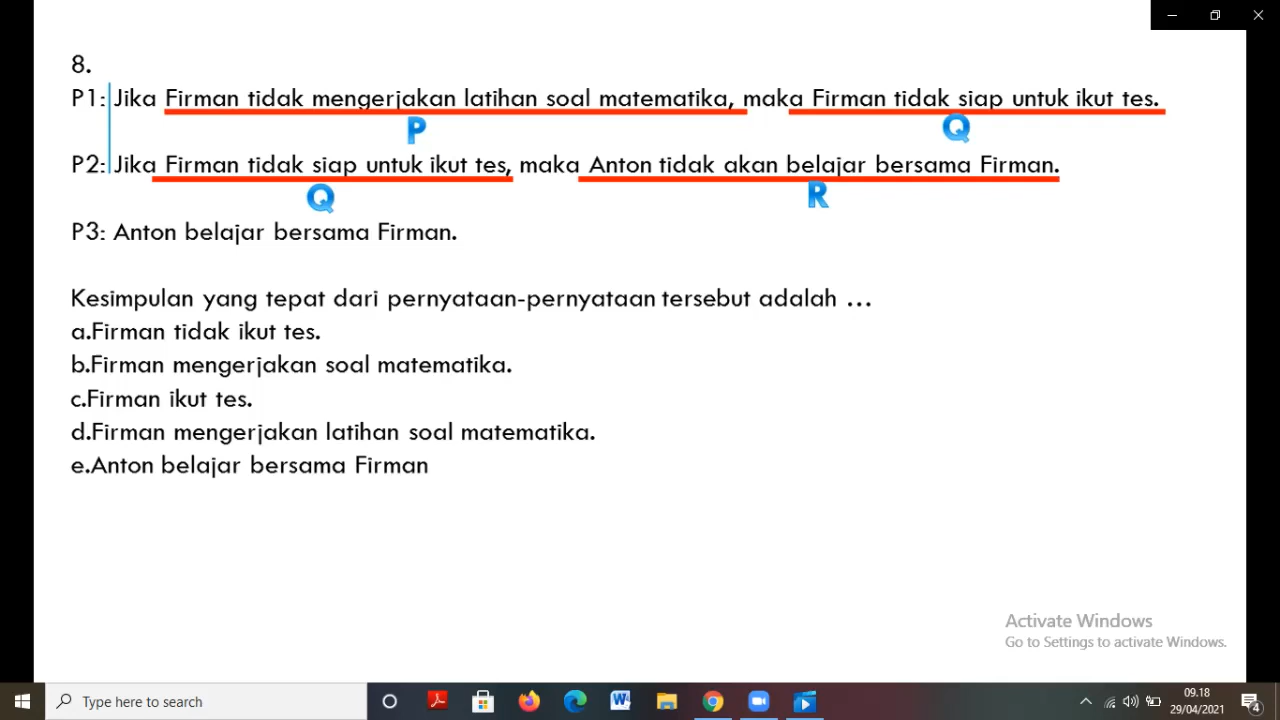 8.
P1: Jika Firman tidak mengerjakan latihan soal matematika, maka Firman tidak siap untuk ikut tes.
P Q
P2: Jika Firman tidak siap untuk ikut tes, maka Anton tidak akan belajar bersama Firman.
Q R
P3: Anton belajar bersama Firman.
Kesimpulan yang tepat dari pernyataan-pernyataan tersebut adalah ...
a.Firman tidak ikut tes.
b.Firman mengerjakan soal matematika.
c.Firman ikut tes.
d.Firman mengerjakan latihan soal matematika.
e.Anton belajar bersama Firman
Activate Windows
Go to Settings to activate Windows.
Type here to search
09.18
29/04/2021
4